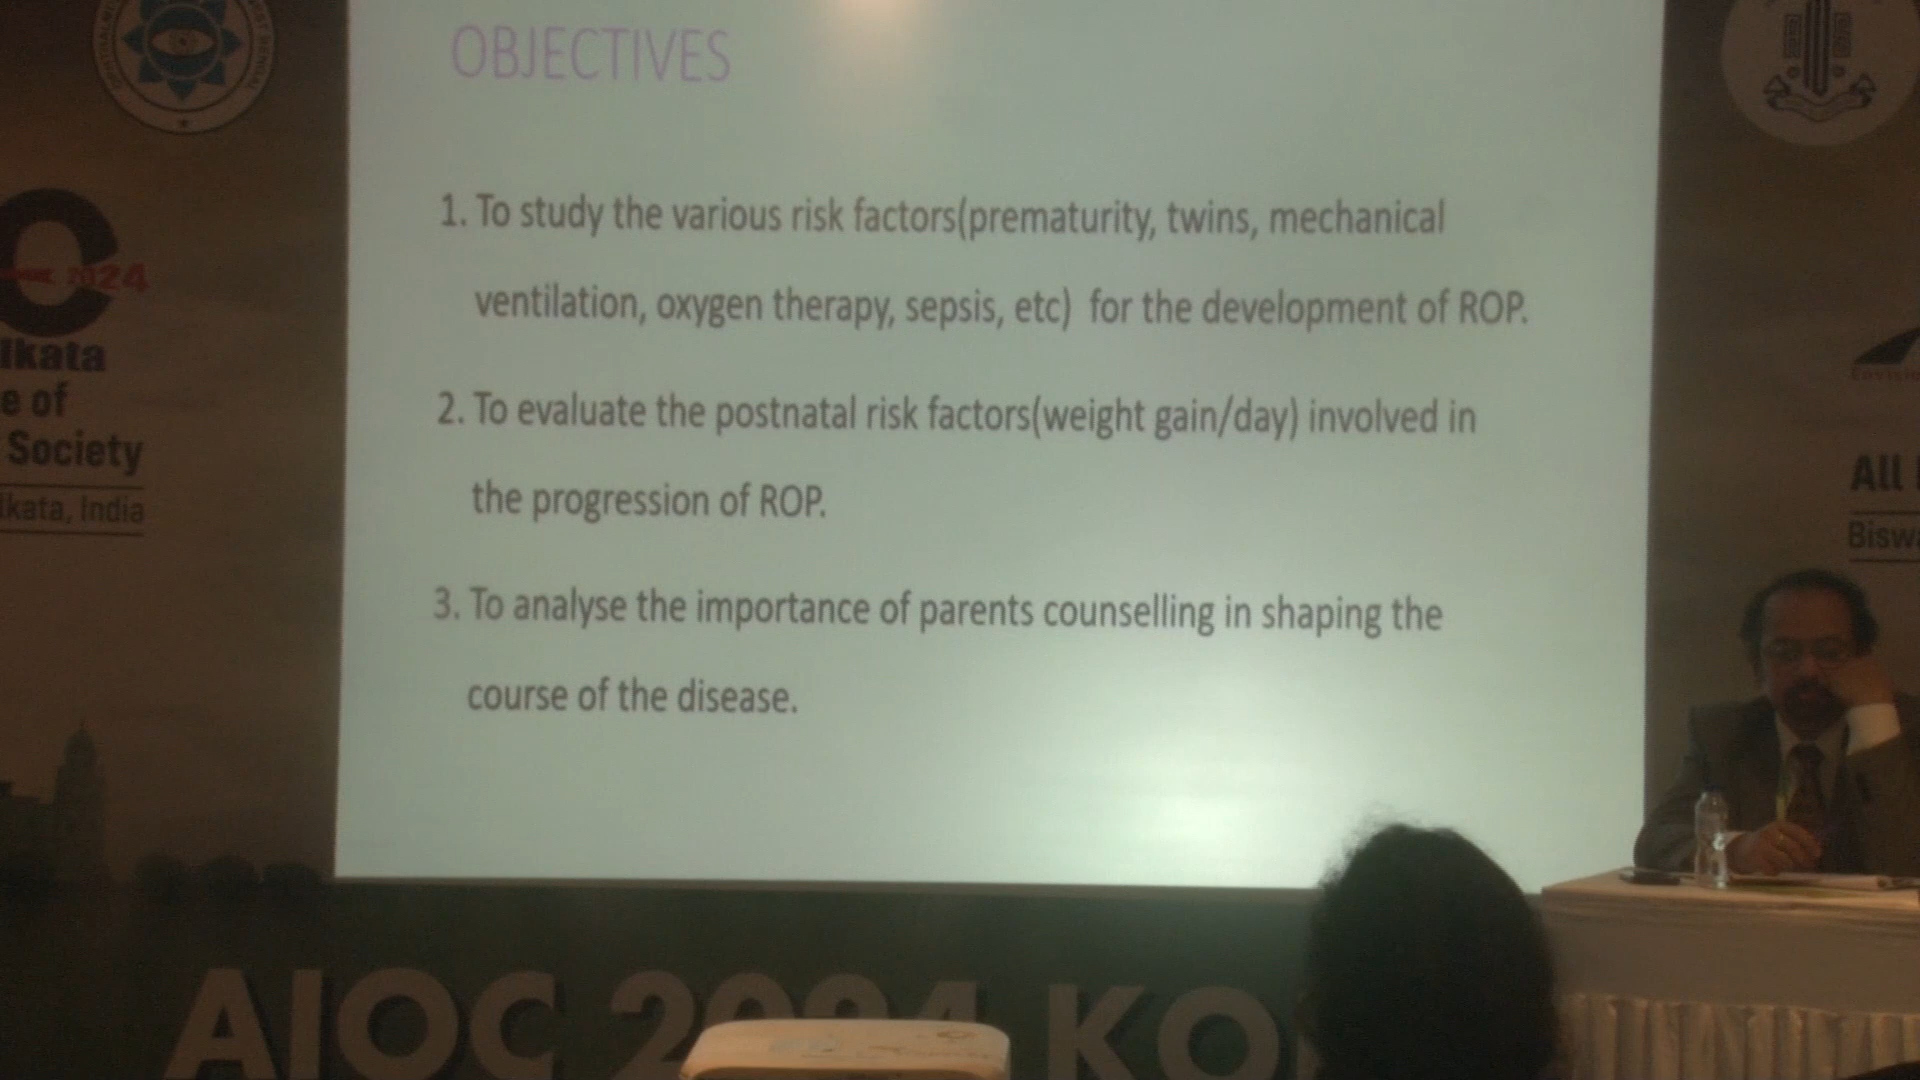 OBJECTIVES
1. To study the various risk factors(prematurity, twins, mechanical
ventilation, oxygen therapy, sepsis, etc) for the development of ROP.
2. To evaluate the postnatal risk factors(weight gain/day) involved in
the progression of ROP.
3. To analyse the importance of parents counselling in shaping the
course of the disease.
C
2024
lkata
e of
Society
lkata, India
All
Bisw
AIOC 2024 KO